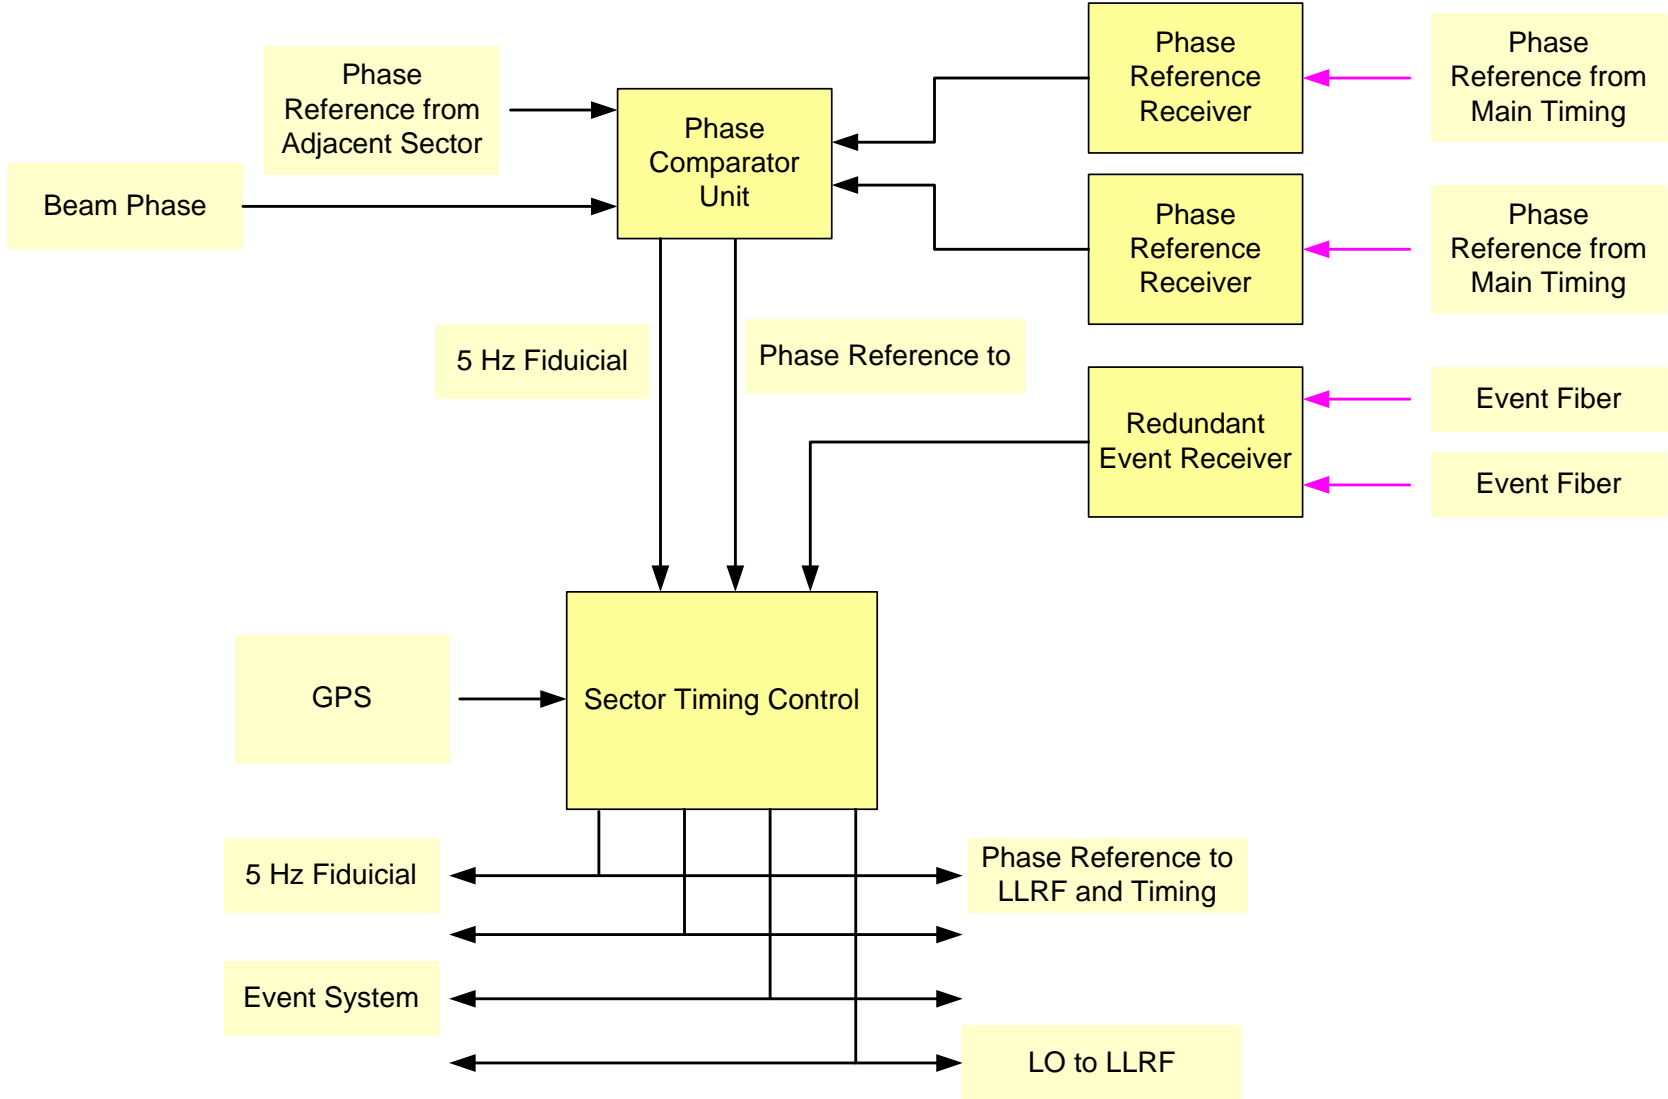 Phase
Reference from
Adjacent Sector
Beam Phase
Phase
Comparator
Unit
Phase
Reference
Receiver
Phase
Reference from
Main Timing
Phase
Reference
Receiver
Phase
Reference from
Main Timing
5 Hz Fiduicial
Phase Reference to
Redundant
Event Receiver
Event Fiber
Event Fiber
GPS
Sector Timing Control
5 Hz Fiduicial
Phase Reference to
LLRF and Timing
Event System
LO to LLRF